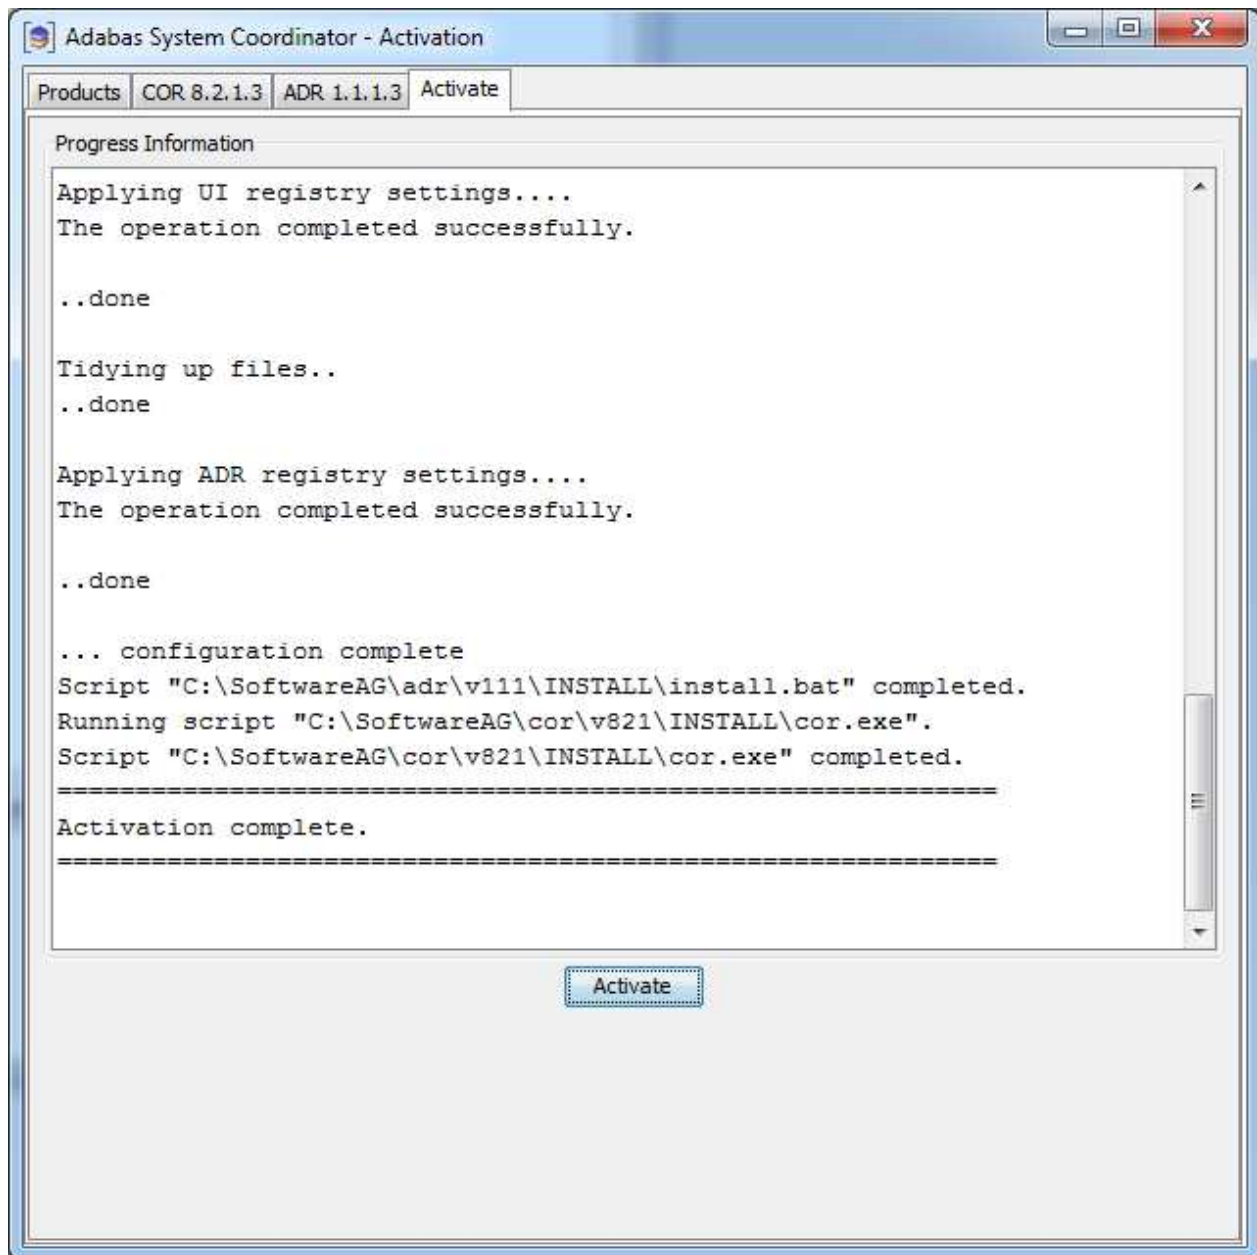 Adabas System Coordinator - Activation
Products COR 8.2.1.3 ADR 1.1.1.3 Activate
Progress Information
Applying UI registry settings....
The operation completed successfully.
..done
Tidying up files..
..done
Applying ADR registry settings....
The operation completed successfully.
..done
... configuration complete
Script "C:\SoftwareAG\adr\v111\INSTALL\install.bat" completed.
Running script "C:\SoftwareAG\cor\v821\INSTALL\cor.exe".
Script "C:\SoftwareAG\cor\v821\INSTALL\cor.exe" completed.
============================================================
Activation complete.
============================================================
Activate